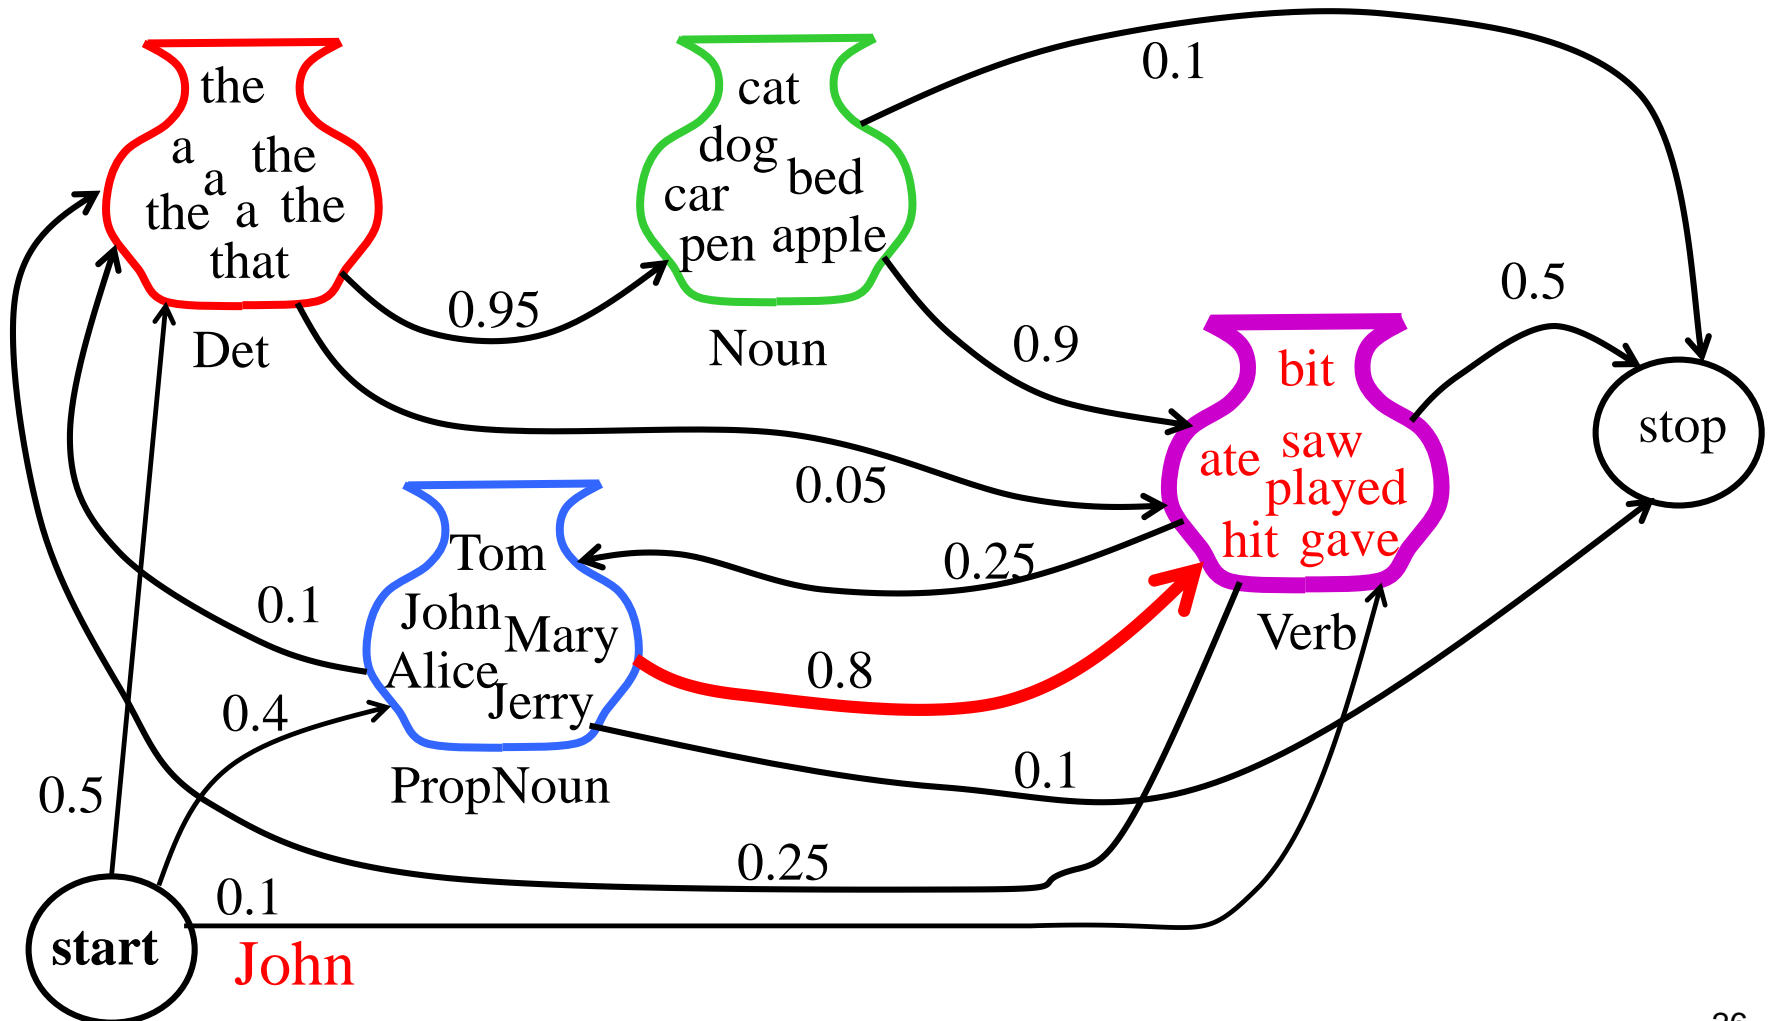 the
a the
a
the a the
that
Det
cat
dog
bed
car
pen apple
Noun
0.1
0.95
0.9
0.5
bit
saw
ate
played
hit gave
Verb
stop
0.05
0.25
Tom
John
Mary
Alice
Jerry
PropNoun
0.1
0.8
0.4
0.1
0.5
0.25
0.1
start
John